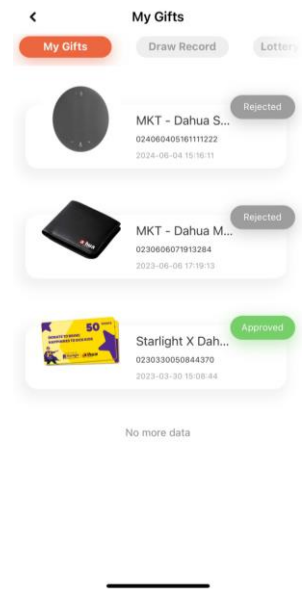 My Gifts
My Gifts
Draw Record
Lotter
Rejected
MKT - Dahua S...
024060405161111222
2024-06-04 15:16:11
Rejected
MKT - Dahua M...
0230606071913284
2023-06-06 17:19:13
Approved
50
Starlight X Dah...
0230330050844370
2023-03-30 15:08:44
No more data